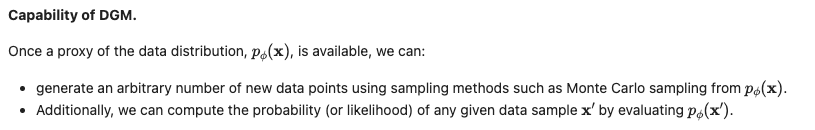 Capability of DGM.
Once a proxy of the data distribution, pϕ(x), is available, we can:
• generate an arbitrary number of new data points using sampling methods such as Monte Carlo sampling from pϕ(x).
• Additionally, we can compute the probability (or likelihood) of any given data sample x′ by evaluating pϕ(x′).